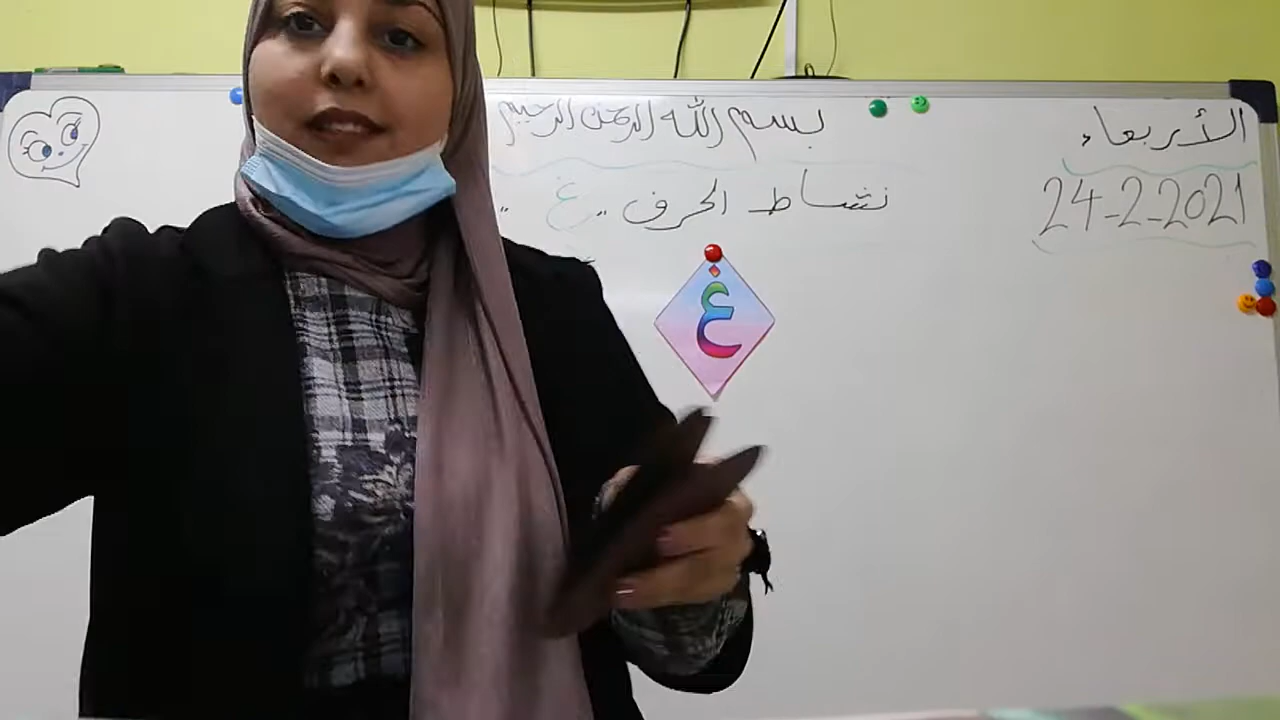 بسم الله الرحمن الرحيم
الأربعاء
24-2-2021
نشاط الحرف "غ"
غ